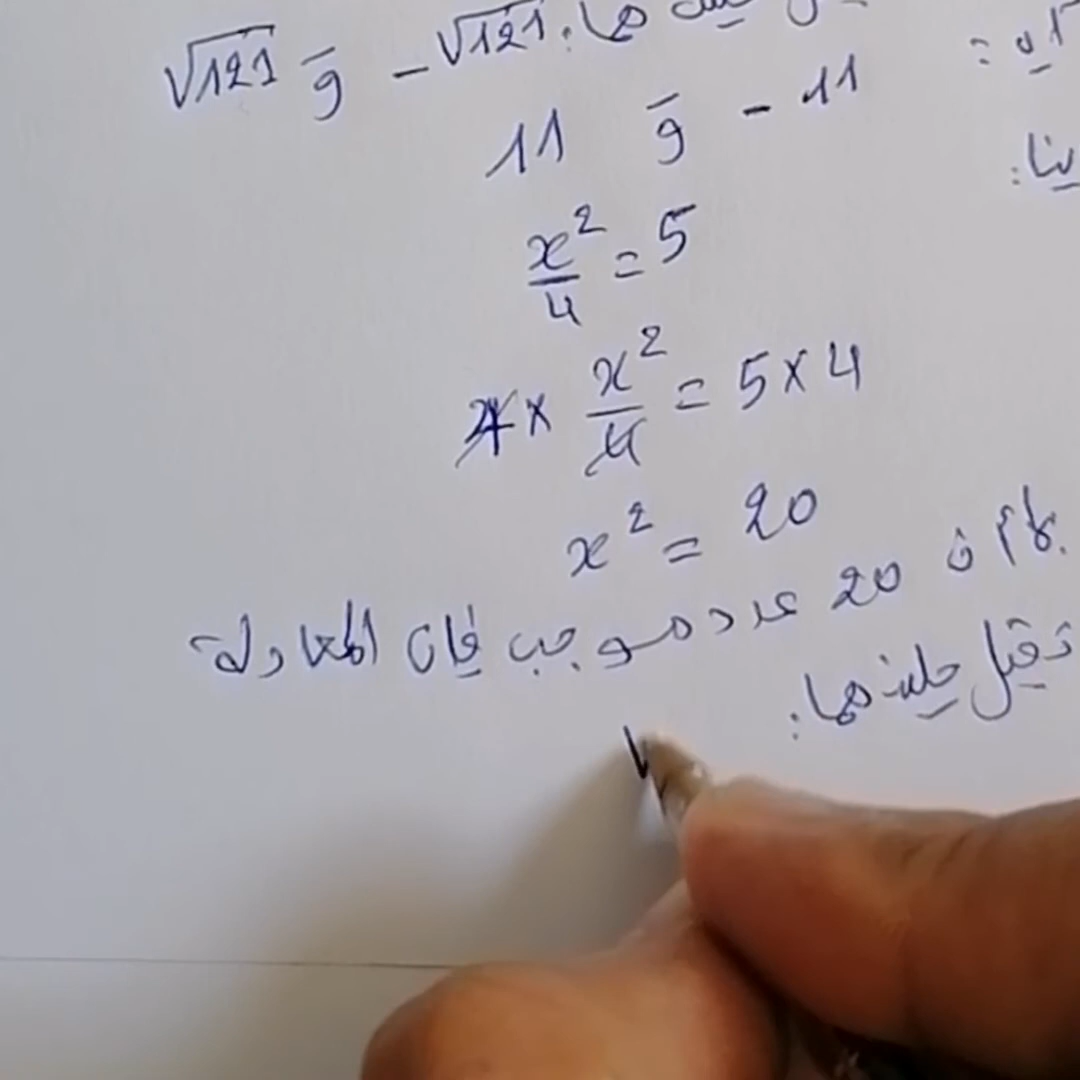 هما: √121 و -√121
11 و -11
x²/4 = 5
4 × x²/4 = 5 × 4
x² = 20
بما أن 20 عدد موجب فإن المعادلة
تقبل حلين هما: